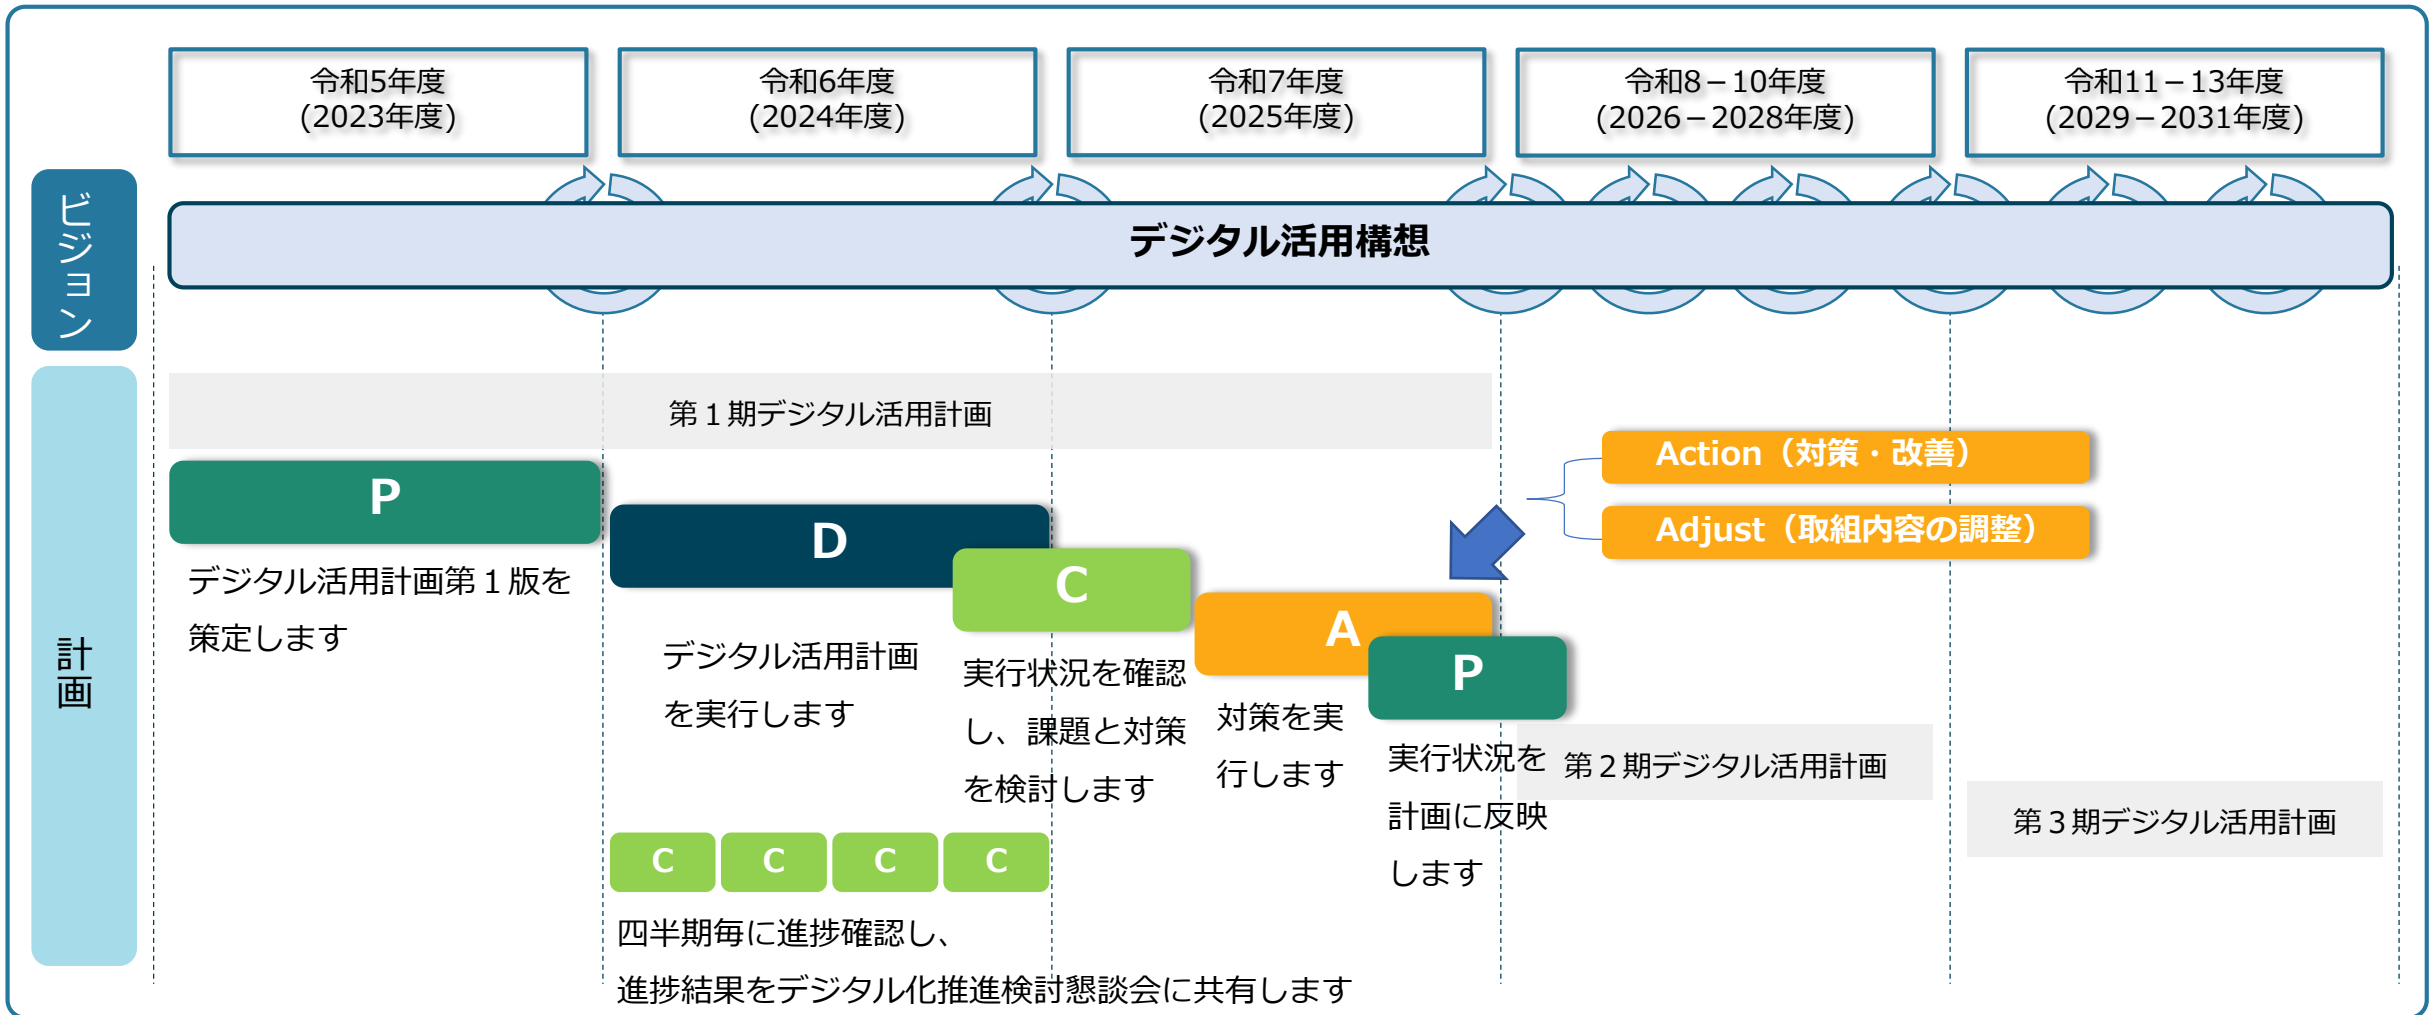 令和5年度
(2023年度)
令和6年度
(2024年度)
令和7年度
(2025年度)
令和8－10年度
(2026－2028年度)
令和11－13年度
(2029－2031年度)
ビジョン
デジタル活用構想
計画
第１期デジタル活用計画
P
デジタル活用計画第１版を
策定します
D
デジタル活用計画
を実行します
C
実行状況を確認
し、課題と対策
を検討します
A
対策を実
行します
Action（対策・改善）
Adjust（取組内容の調整）
P
実行状況を
計画に反映
します
第２期デジタル活用計画
第３期デジタル活用計画
C
C
C
C
四半期毎に進捗確認し、
進捗結果をデジタル化推進検討懇談会に共有します